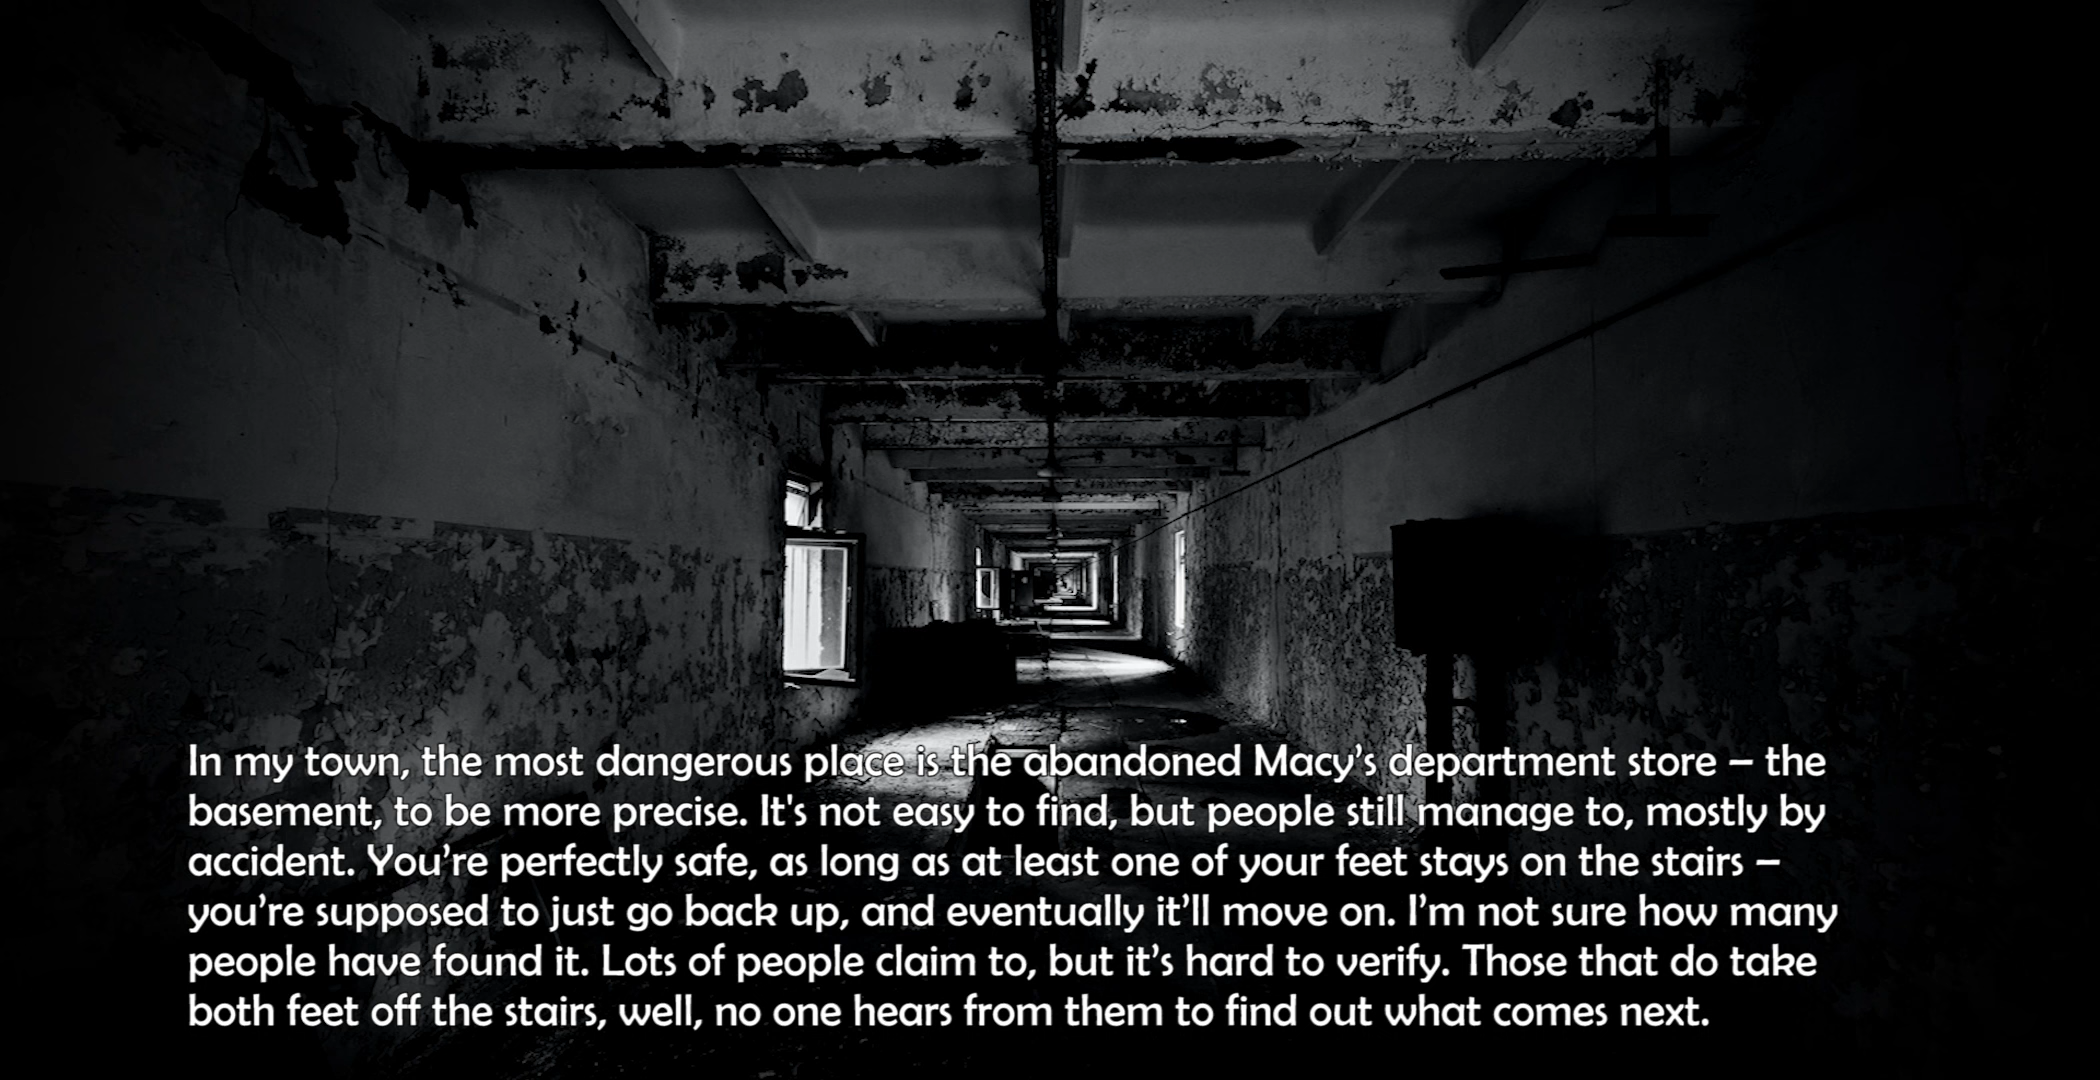 In my town, the most dangerous place is the abandoned Macy’s department store – the
basement, to be more precise. It's not easy to find, but people still manage to, mostly by
accident. You’re perfectly safe, as long as at least one of your feet stays on the stairs –
you’re supposed to just go back up, and eventually it’ll move on. I’m not sure how many
people have found it. Lots of people claim to, but it’s hard to verify. Those that do take
both feet off the stairs, well, no one hears from them to find out what comes next.